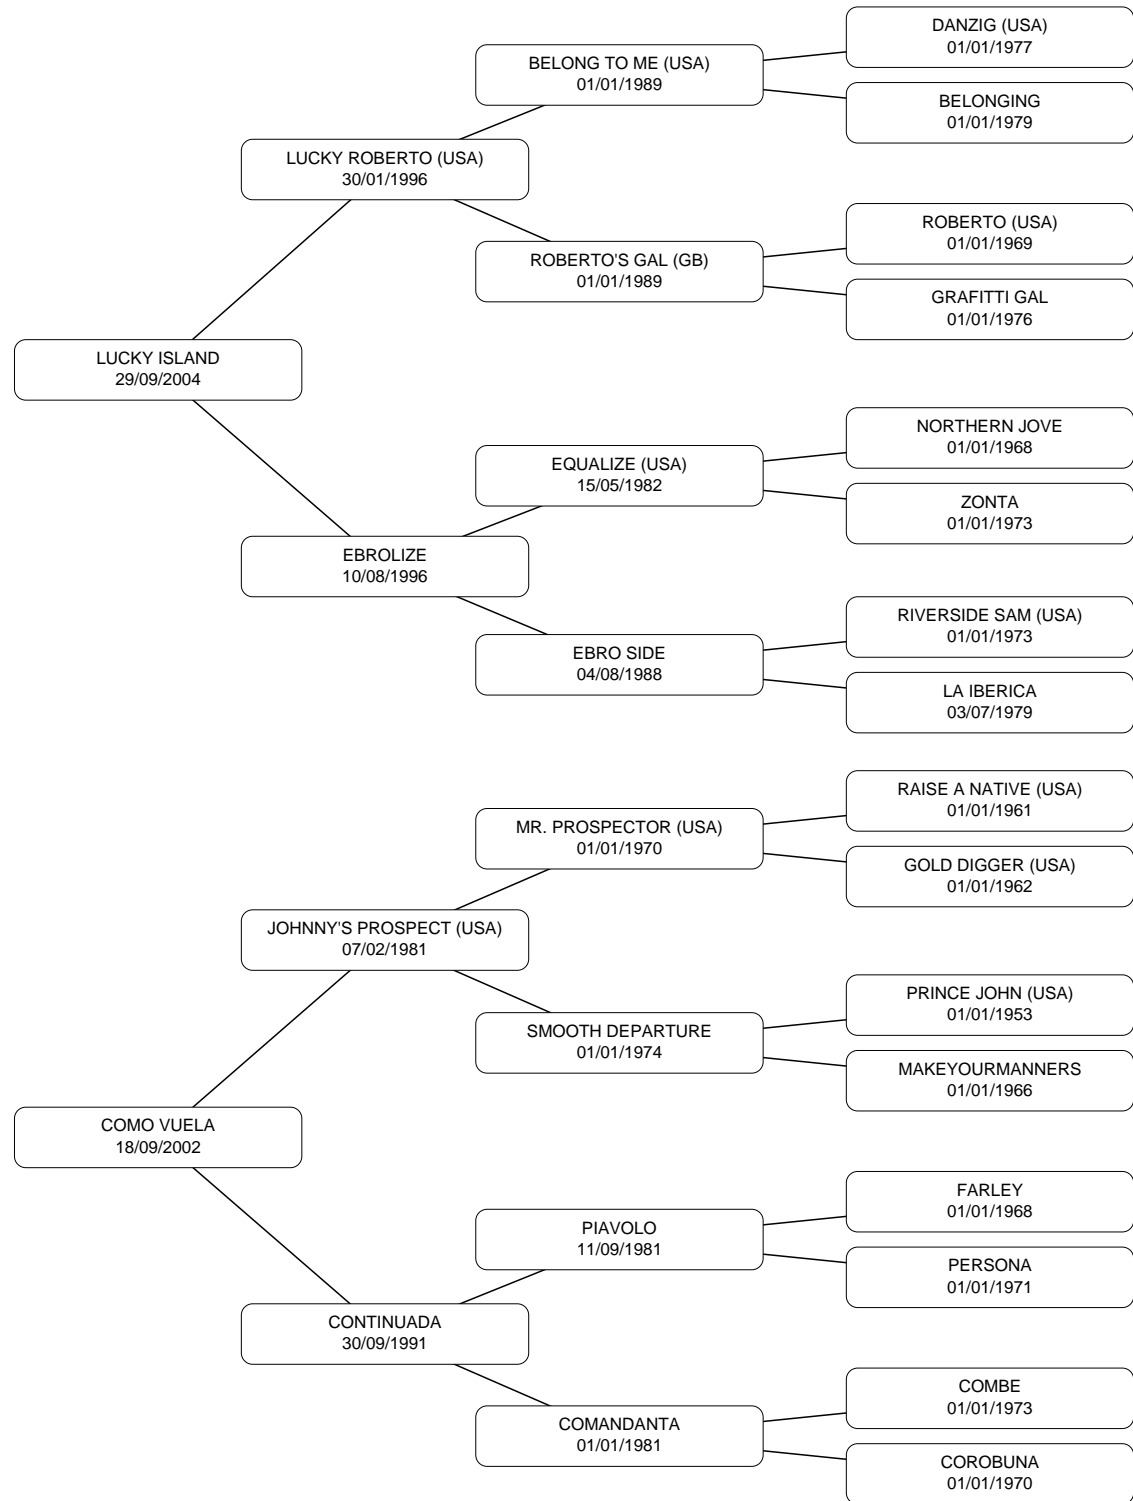 DANZIG (USA)
01/01/1977
BELONG TO ME (USA)
01/01/1989
BELONGING
01/01/1979
LUCKY ROBERTO (USA)
30/01/1996
ROBERTO (USA)
01/01/1969
ROBERTO'S GAL (GB)
01/01/1989
GRAFITTI GAL
01/01/1976
LUCKY ISLAND
29/09/2004
NORTHERN JOVE
01/01/1968
EQUALIZE (USA)
15/05/1982
ZONTA
01/01/1973
EBROLIZE
10/08/1996
RIVERSIDE SAM (USA)
01/01/1973
EBRO SIDE
04/08/1988
LA IBERICA
03/07/1979
RAISE A NATIVE (USA)
01/01/1961
MR. PROSPECTOR (USA)
01/01/1970
GOLD DIGGER (USA)
01/01/1962
JOHNNY'S PROSPECT (USA)
07/02/1981
PRINCE JOHN (USA)
01/01/1953
SMOOTH DEPARTURE
01/01/1974
MAKEYOURMANNERS
01/01/1966
COMO VUELA
18/09/2002
FARLEY
01/01/1968
PIAVOLO
11/09/1981
PERSONA
01/01/1971
CONTINUADA
30/09/1991
COMBE
01/01/1973
COMANDANTA
01/01/1981
COROBUNA
01/01/1970